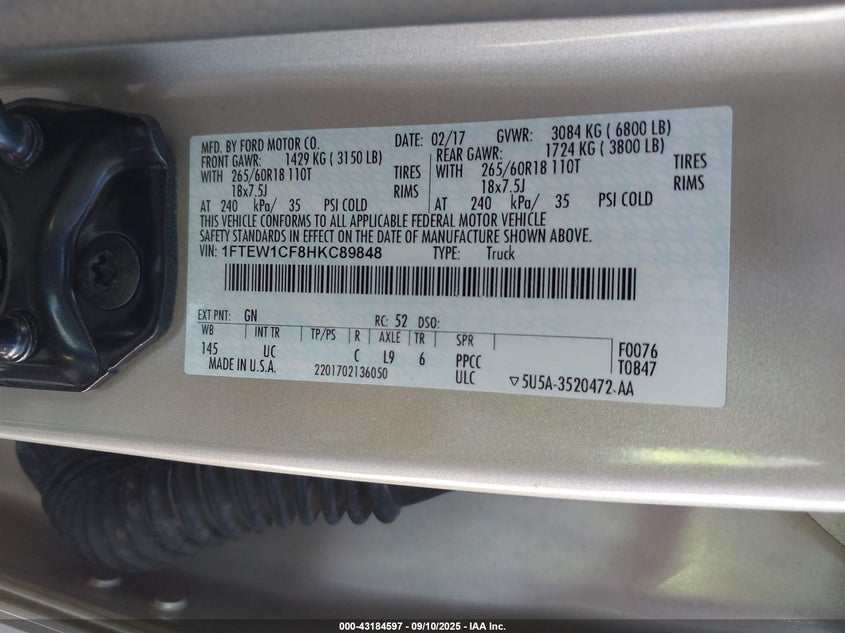 MFD. BY FORD MOTOR CO. DATE: 02/17 GVWR: 3084 KG ( 6800 LB)
FRONT GAWR: 1429 KG ( 3150 LB) REAR GAWR: 1724 KG ( 3800 LB)
WITH 265/60R18 110T TIRES WITH 265/60R18 110T TIRES
18x7.5J RIMS 18x7.5J RIMS
AT 240 kPa/ 35 PSI COLD AT 240 kPa/ 35 PSI COLD
THIS VEHICLE CONFORMS TO ALL APPLICABLE FEDERAL MOTOR VEHICLE
SAFETY STANDARDS IN EFFECT ON THE DATE OF MANUFACTURE SHOWN ABOVE.
VIN: 1FTEW1CF8HKC89848 TYPE: Truck
EXT PNT: GN RC: 52 DSO:
WB INT TR TP/PS R AXLE TR SPR F0076
145 UC C L9 6 PPCC T0847
MADE IN U.S.A. 2201702136050 ULC ▽5U5A-3520472-AA
000-43184597 - 09/10/2025 - IAA Inc.